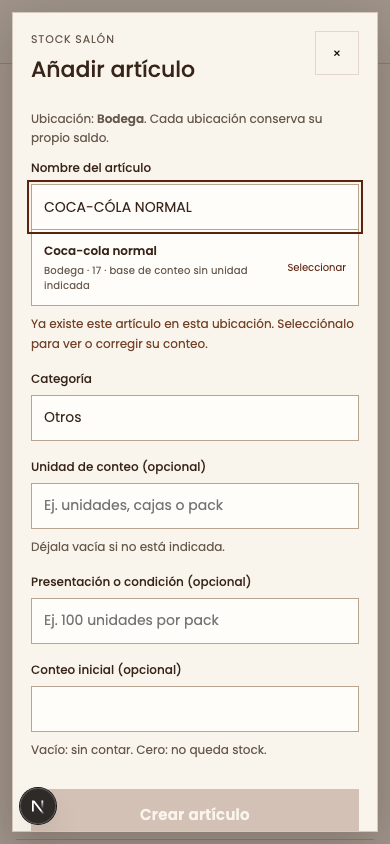 STOCK SALÓN
Añadir artículo
×
Ubicación: Bodega. Cada ubicación conserva su
propio saldo.
Nombre del artículo
COCA-CÓLA NORMAL
Coca-cola normal
Bodega · 17 · base de conteo sin unidad
indicada
Seleccionar
Ya existe este artículo en esta ubicación. Selecciónalo
para ver o corregir su conteo.
Categoría
Otros
Unidad de conteo (opcional)
Ej. unidades, cajas o pack
Déjala vacía si no está indicada.
Presentación o condición (opcional)
Ej. 100 unidades por pack
Conteo inicial (opcional)
Vacío: sin contar. Cero: no queda stock.
N
Crear artículo